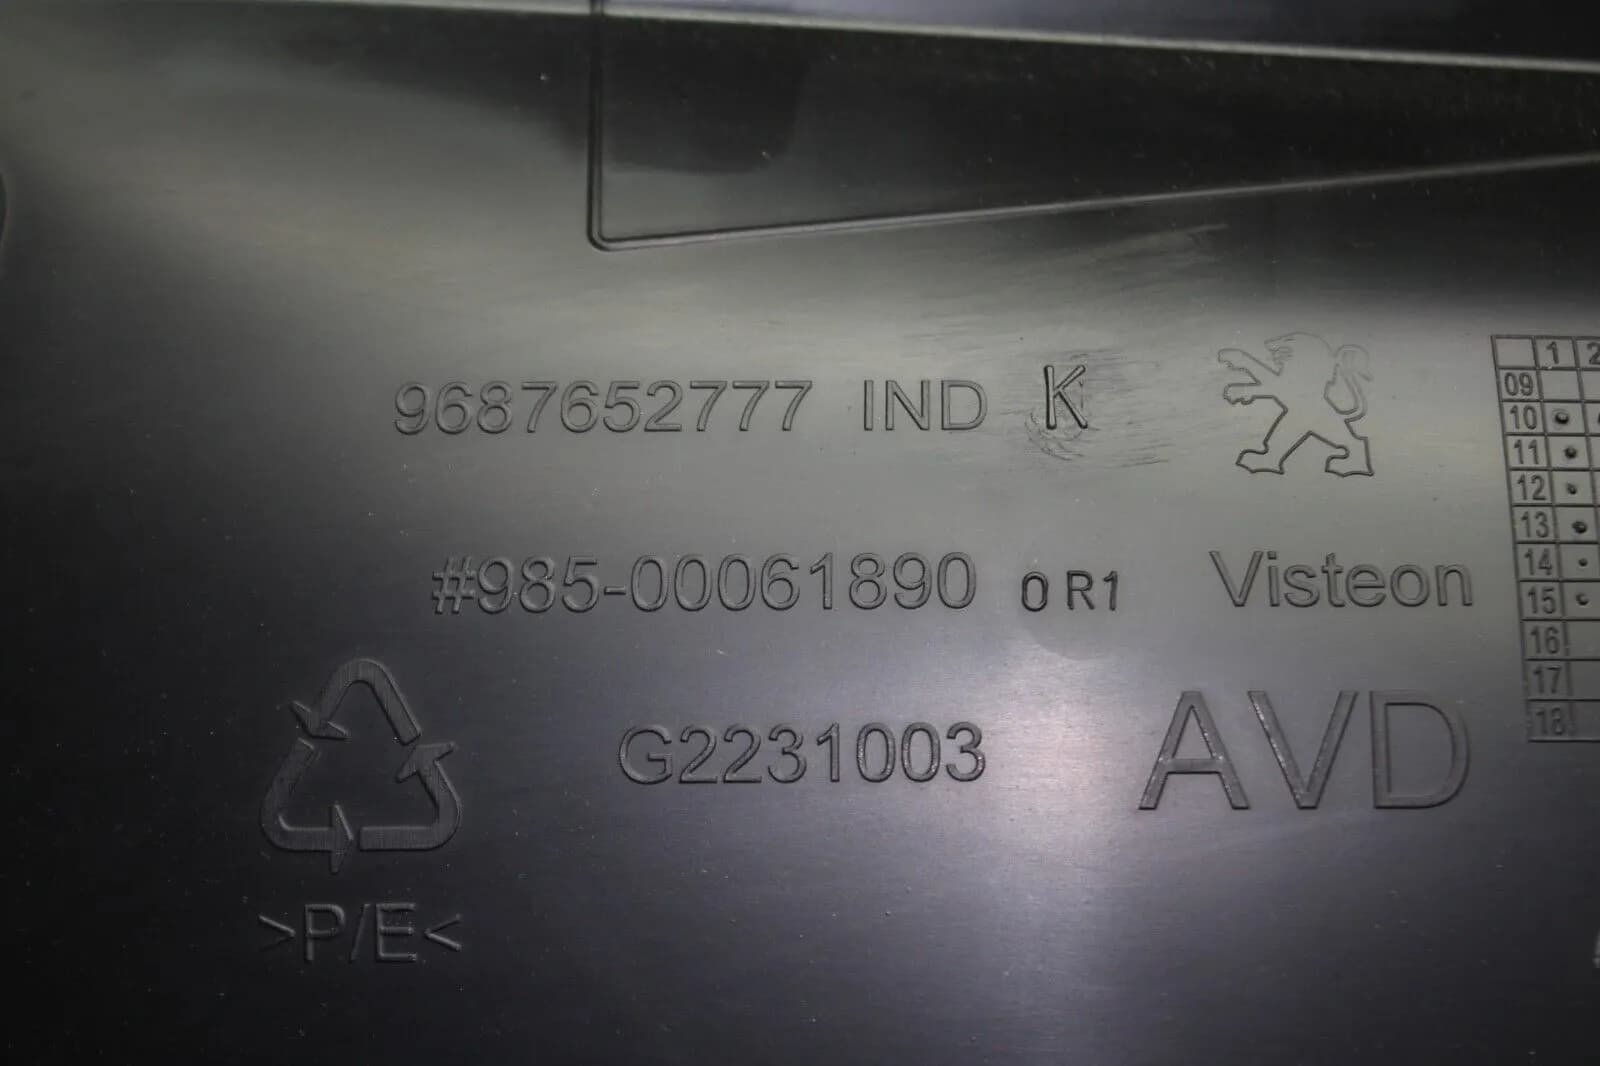 9687652777 IND K
#985-00061890 0 R1 Visteon
G2231003 AVD
>P/E<
1 2
09
10
11
12
13
14
15
16
17
18